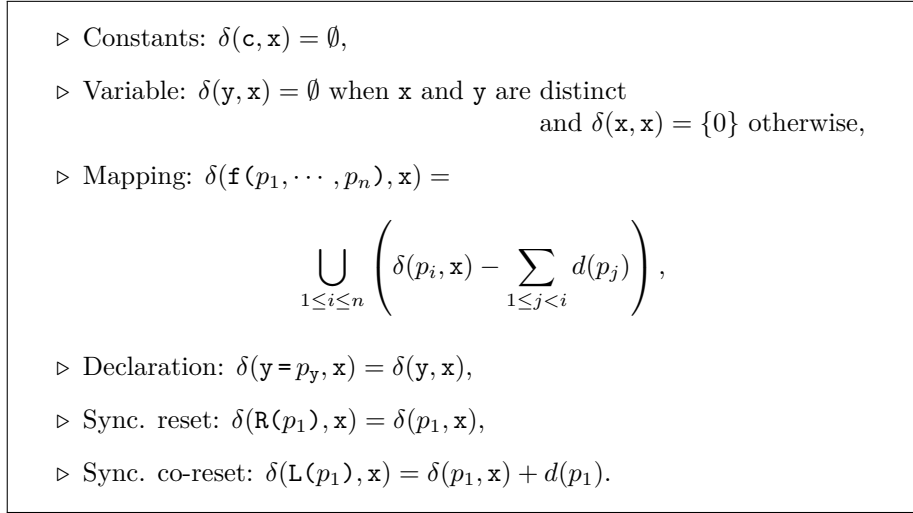 ▹ Constants: δ(c, x) = ∅,
▹ Variable: δ(y, x) = ∅ when x and y are distinct
and δ(x, x) = {0} otherwise,
▹ Mapping: δ(f(p₁, ⋯ , pₙ), x) =
⋃_{1≤i≤n} ( δ(pᵢ, x) − ∑_{1≤j<i} d(pⱼ) ) ,
▹ Declaration: δ(y = p_y, x) = δ(y, x),
▹ Sync. reset: δ(R(p₁), x) = δ(p₁, x),
▹ Sync. co-reset: δ(L(p₁), x) = δ(p₁, x) + d(p₁).